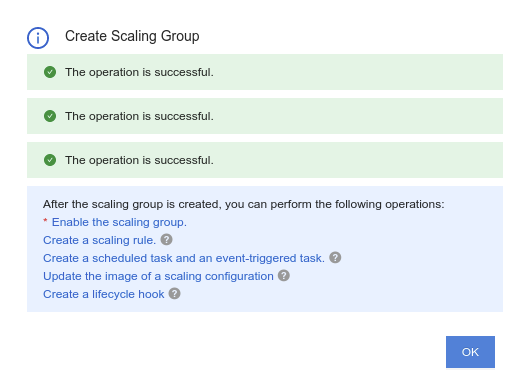 Create Scaling Group
The operation is successful.
The operation is successful.
The operation is successful.
After the scaling group is created, you can perform the following operations:
* Enable the scaling group.
Create a scaling rule. ?
Create a scheduled task and an event-triggered task. ?
Update the image of a scaling configuration ?
Create a lifecycle hook ?
OK